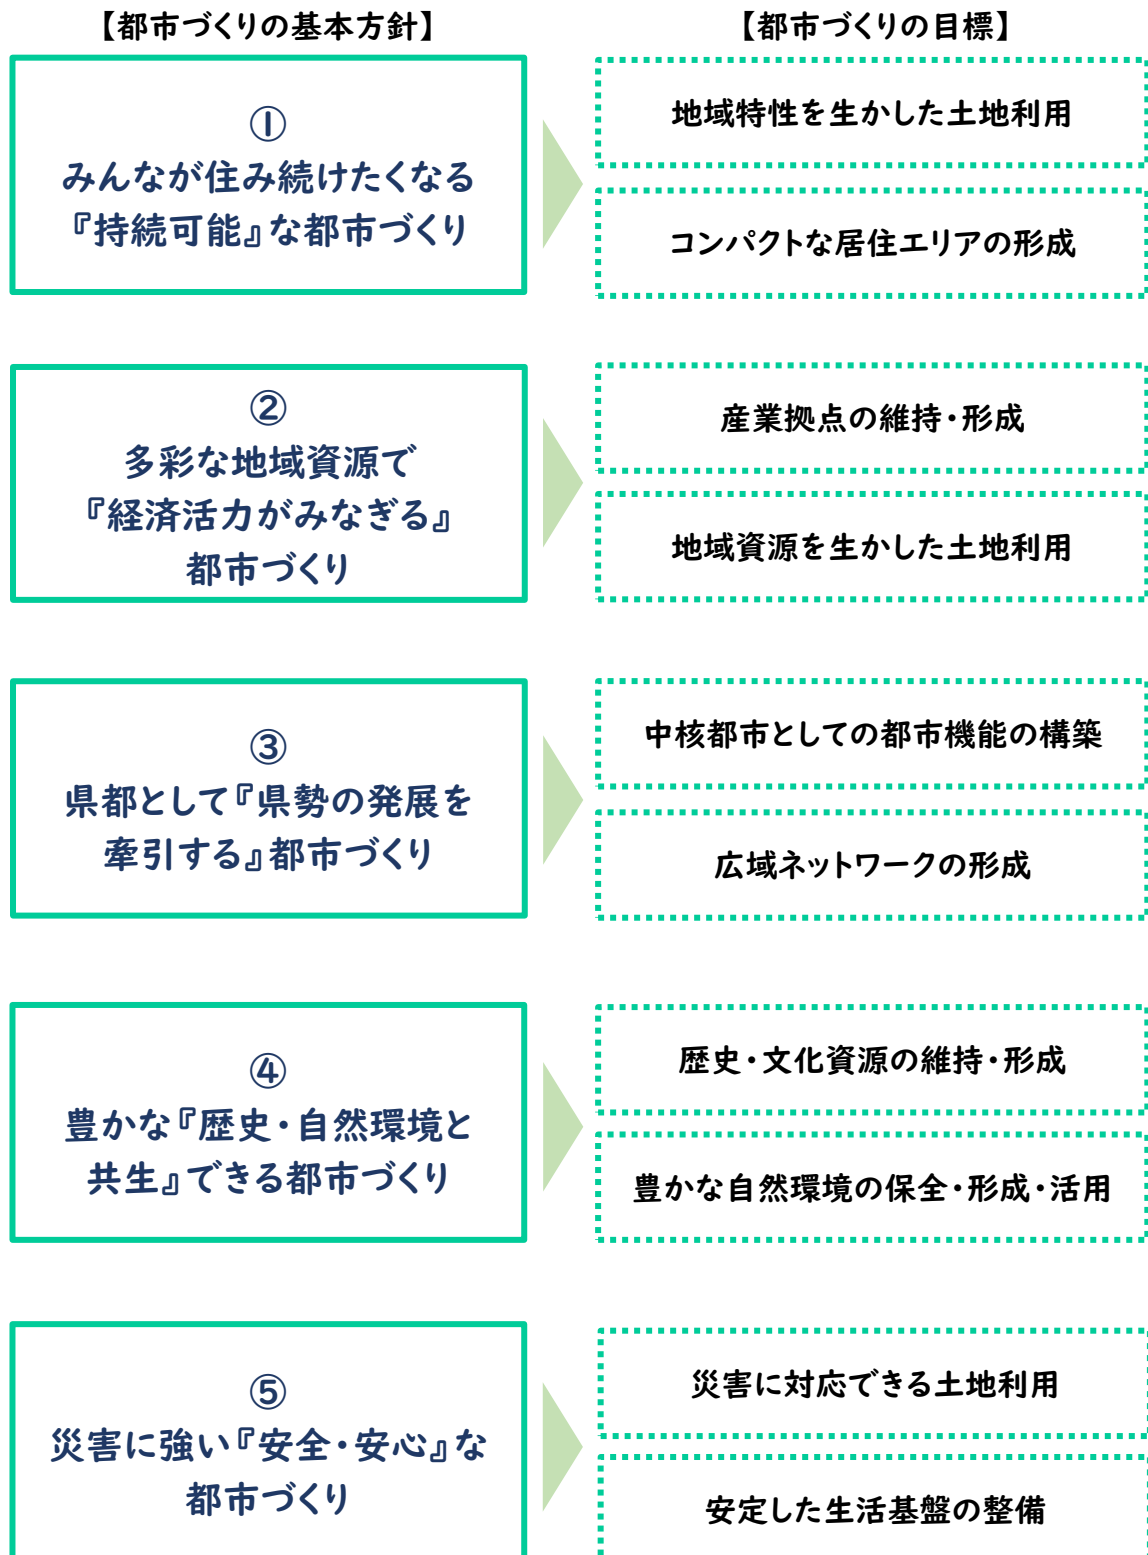 【都市づくりの基本方針】
【都市づくりの目標】
①
みんなが住み続けたくなる
『持続可能』な都市づくり
地域特性を生かした土地利用
コンパクトな居住エリアの形成
②
多彩な地域資源で
『経済活力がみなぎる』
都市づくり
産業拠点の維持・形成
地域資源を生かした土地利用
③
県都として『県勢の発展を
牽引する』都市づくり
中核都市としての都市機能の構築
広域ネットワークの形成
④
豊かな『歴史・自然環境と
共生』できる都市づくり
歴史・文化資源の維持・形成
豊かな自然環境の保全・形成・活用
⑤
災害に強い『安全・安心』な
都市づくり
災害に対応できる土地利用
安定した生活基盤の整備